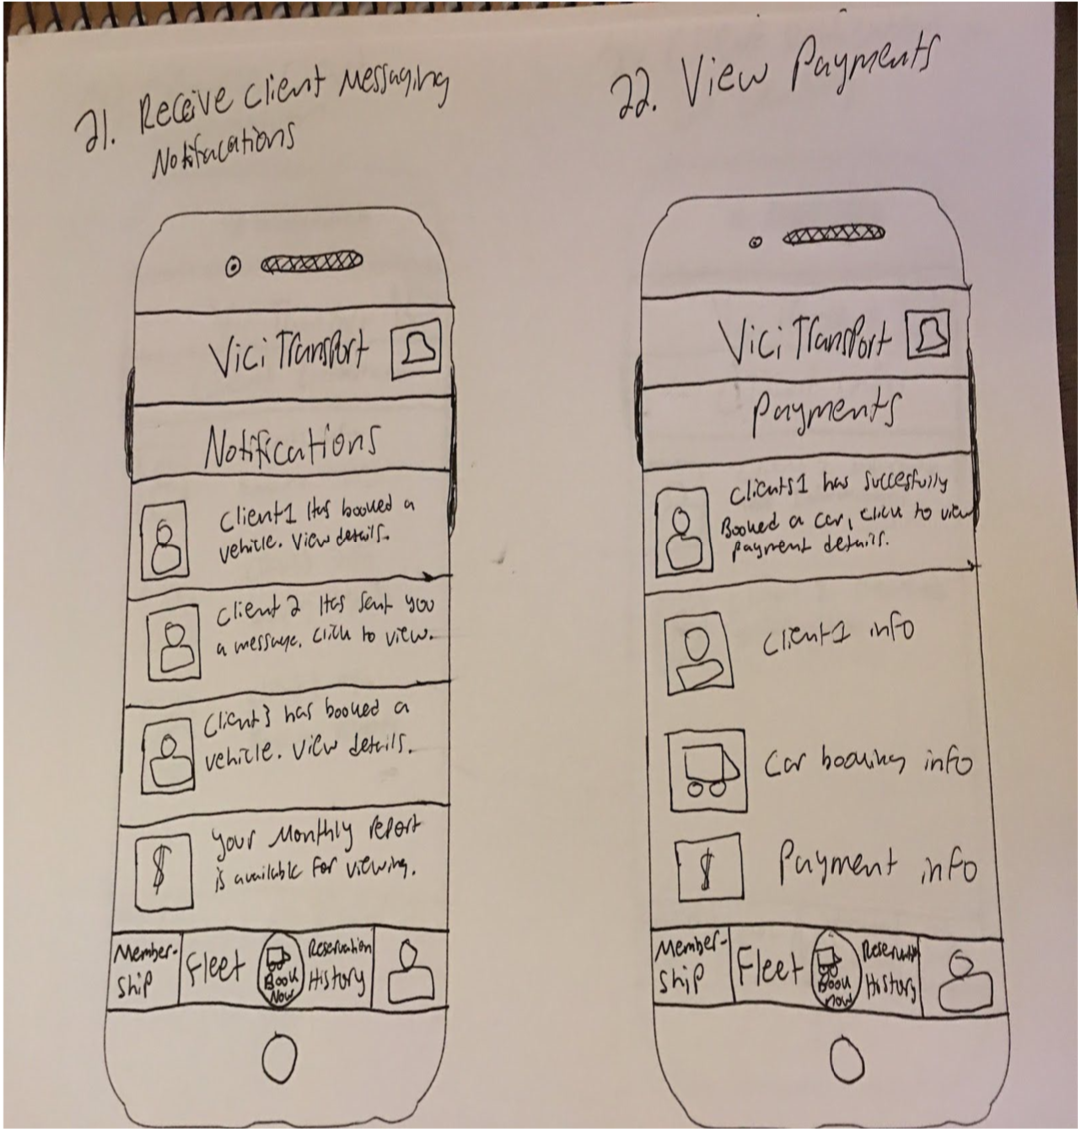 21. Receive Client Messaging
Notifacations
Vici Transport
Notifications
Client1 Has booked a
vehicle. View details.
Client 2 Has sent you
a message. Click to view.
Client3 has booked a
vehicle. View details.
Your Monthly report
is available for viewing.
$
Member-
ship
Fleet
Book
Now
Reservation
History
22. View Payments
Vici Transport
Payments
Clients1 has succesfully
Booked a car, click to view
payment details.
Client1 info
Car booking info
$
Payment info
Member-
ship
Fleet
Book
now
Reservation
History